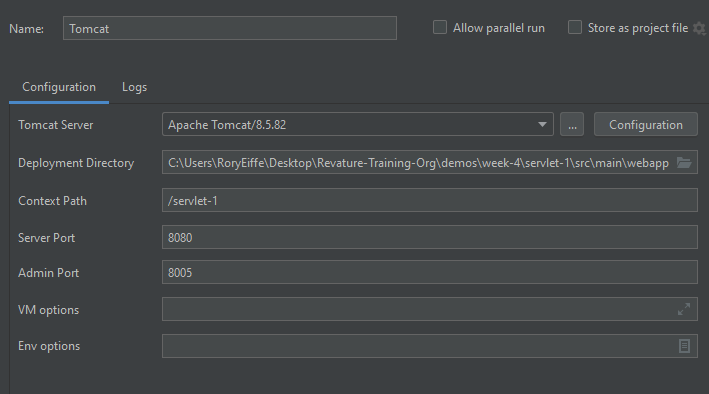 Name: Tomcat Allow parallel run Store as project file
Configuration Logs
Tomcat Server Apache Tomcat/8.5.82 ... Configuration
Deployment Directory C:\Users\RoryEiffe\Desktop\Revature-Training-Org\demos\week-4\servlet-1\src\main\webapp
Context Path /servlet-1
Server Port 8080
Admin Port 8005
VM options
Env options